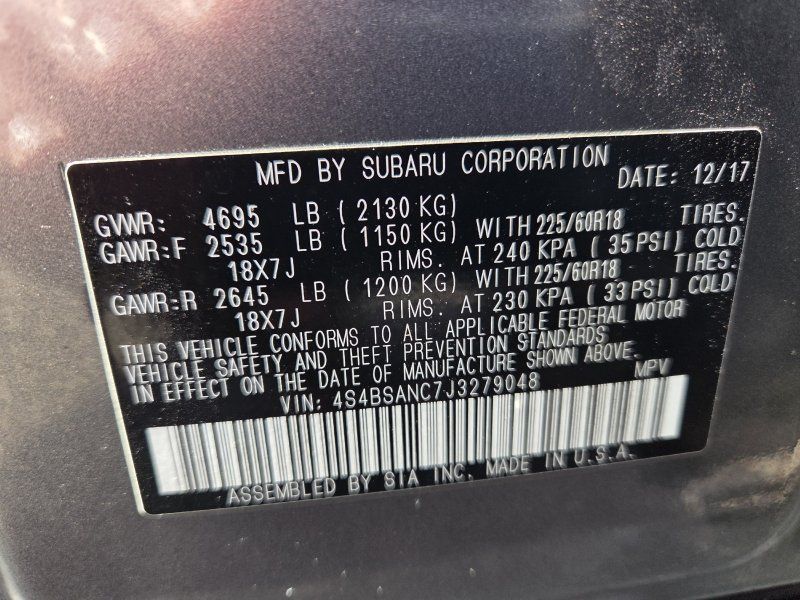 MFD BY SUBARU CORPORATION DATE: 12/17
GVWR: 4695 LB ( 2130 KG)
GAWR:F 2535 LB ( 1150 KG) WITH 225/60R18 TIRES.
18X7J RIMS. AT 240 KPA ( 35 PSI) COLD
GAWR:R 2645 LB ( 1200 KG) WITH 225/60R18 TIRES.
18X7J RIMS. AT 230 KPA ( 33 PSI) COLD
THIS VEHICLE CONFORMS TO ALL APPLICABLE FEDERAL MOTOR
VEHICLE SAFETY AND THEFT PREVENTION STANDARDS
IN EFFECT ON THE DATE OF MANUFACTURE SHOWN ABOVE.
VIN: 4S4BSANC7J3279048 MPV
ASSEMBLED BY SIA INC. MADE IN U.S.A.